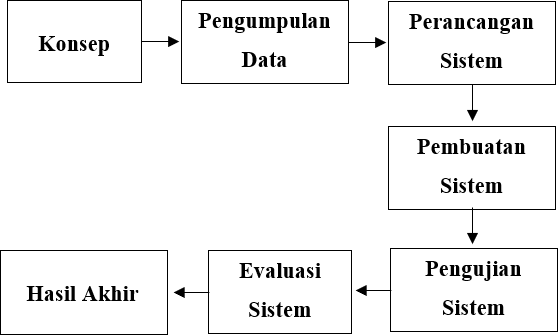 Konsep
Pengumpulan
Data
Perancangan
Sistem
Pembuatan
Sistem
Pengujian
Sistem
Evaluasi
Sistem
Hasil Akhir